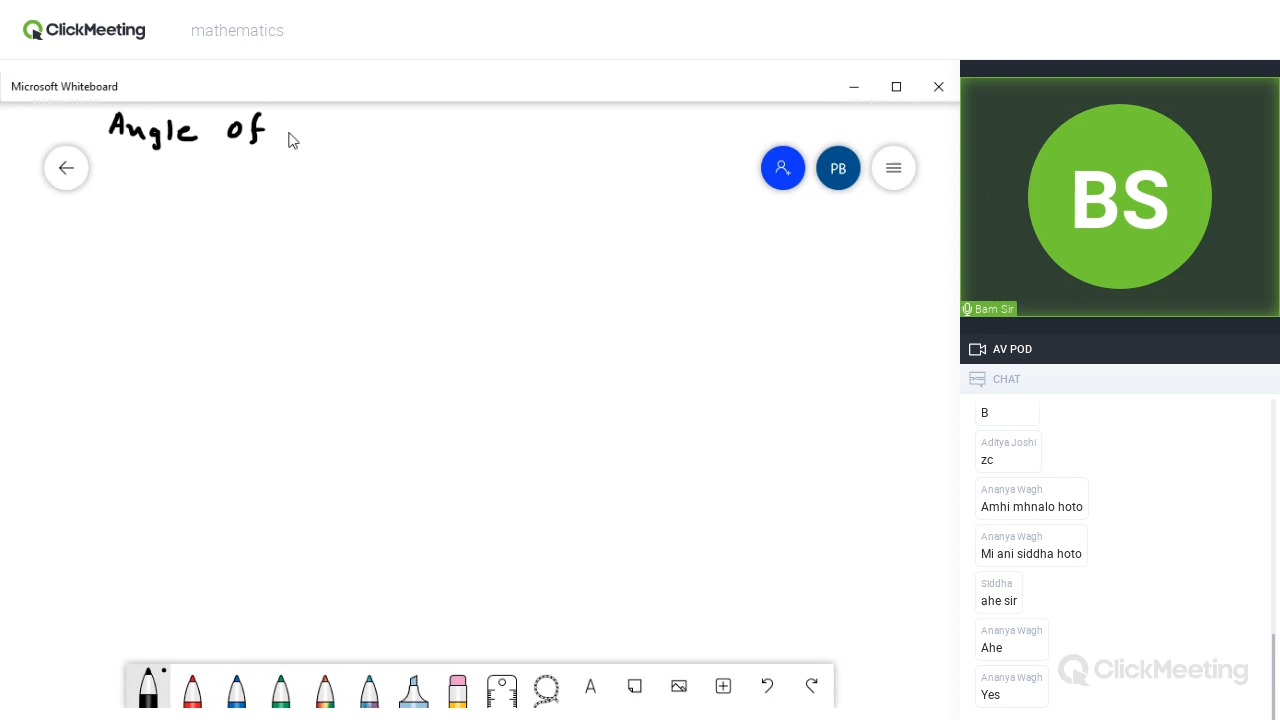 ClickMeeting mathematics
Microsoft Whiteboard
Angle of
PB
BS
Bam Sir
AV POD
CHAT
B
Aditya Joshi
zc
Ananya Wagh
Amhi mhnalo hoto
Ananya Wagh
Mi ani siddha hoto
Siddha
ahe sir
Ananya Wagh
Ahe
Ananya Wagh
Yes
ClickMeeting
A